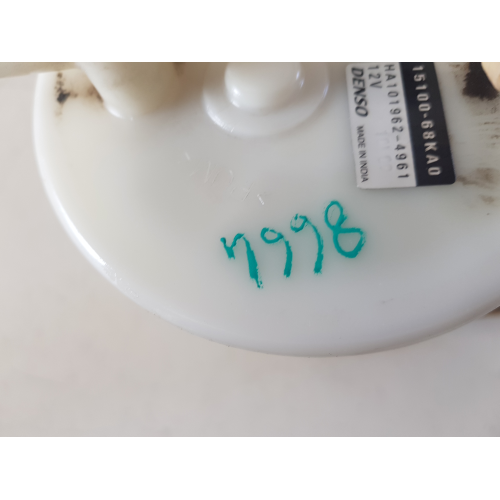 15100-68KA0
HA101962-4961
12V
DENSO MADE IN INDIA
7998